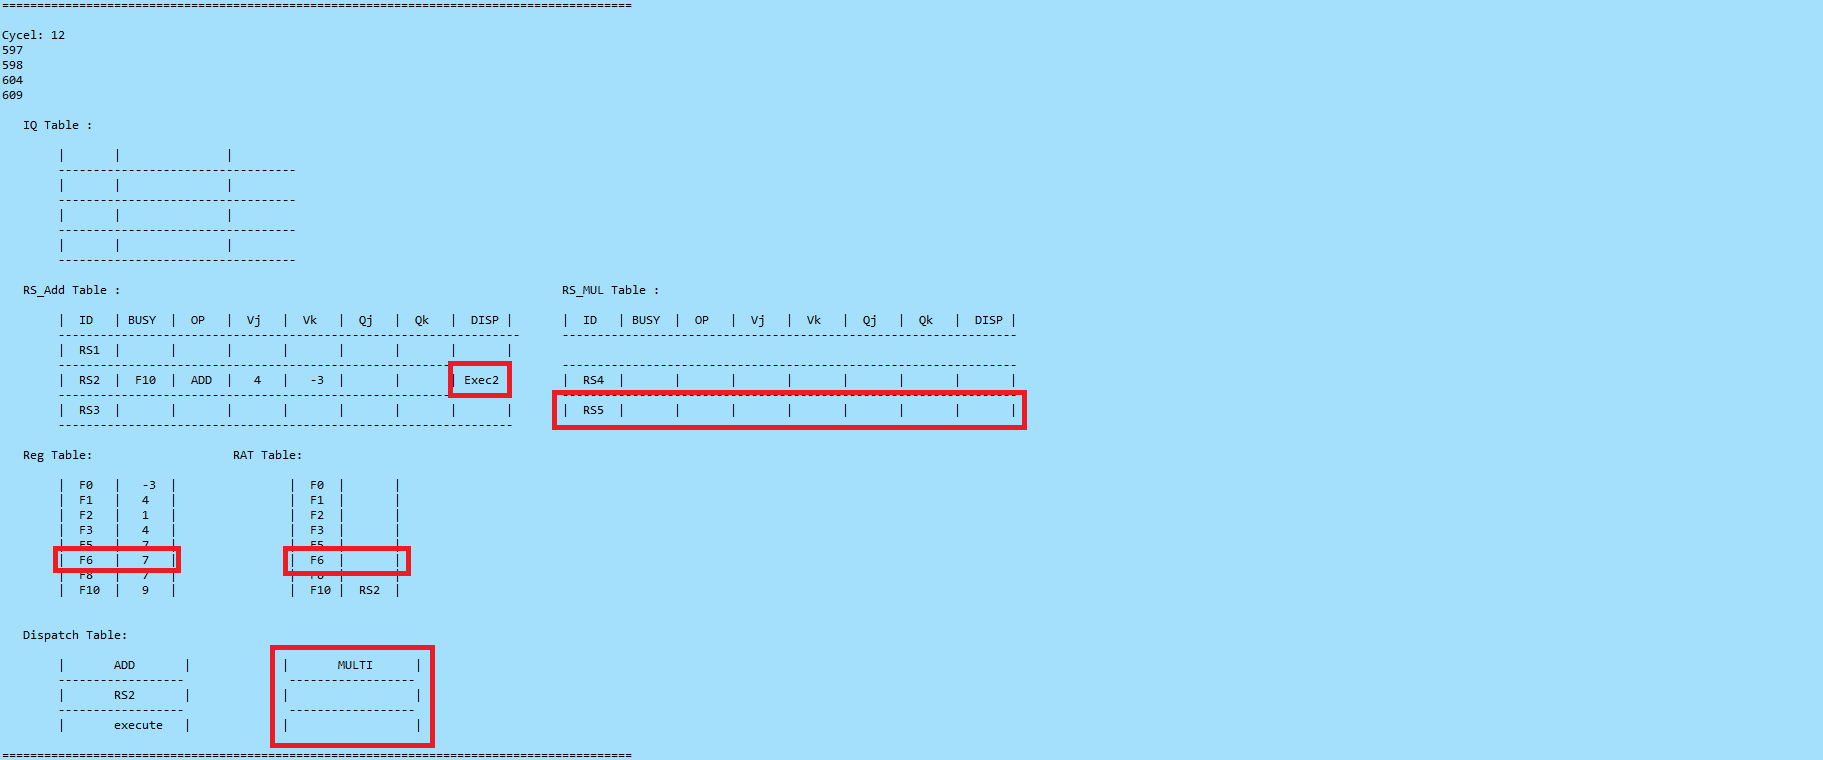 ==========================================================================================
Cycel: 12
597
598
604
609
IQ Table :
|       |               |
----------------------------------
|       |               |
----------------------------------
|       |               |
----------------------------------
|       |               |
----------------------------------
RS_Add Table :                                                               RS_MUL Table :
|  ID   | BUSY  |  OP   |  Vj   |  Vk   |  Qj   |  Qk   |  DISP |       |  ID   | BUSY  |  OP   |  Vj   |  Vk   |  Qj   |  Qk   |  DISP |
------------------------------------------------------------------      -----------------------------------------------------------------
|  RS1  |       |       |       |       |       |       |       |
-----------------------------------------------------------------       -----------------------------------------------------------------
|  RS2  |  F10  |  ADD  |   4   |   -3  |       |       | Exec2         |  RS4  |       |       |       |       |       |       |       |
-----------------------------------------------------------------       -----------------------------------------------------------------
|  RS3  |       |       |       |       |       |       |       |       |  RS5  |       |       |       |       |       |       |       |
-----------------------------------------------------------------
Reg Table:                    RAT Table:
|  F0   |   -3  |                |  F0  |       |
|  F1   |   4   |                |  F1  |       |
|  F2   |   1   |                |  F2  |       |
|  F3   |   4   |                |  F3  |       |
|  F5   |   7   |                |  F5  |       |
|  F6   |   7   |                |  F6  |       |
|  F8   |   7   |                |  F8  |       |
|  F10  |   9   |                |  F10 |  RS2  |
Dispatch Table:
|       ADD       |             |       MULTI      |
------------------               ------------------
|       RS2       |             |                  |
------------------               ------------------
|       execute   |             |                  |
==========================================================================================